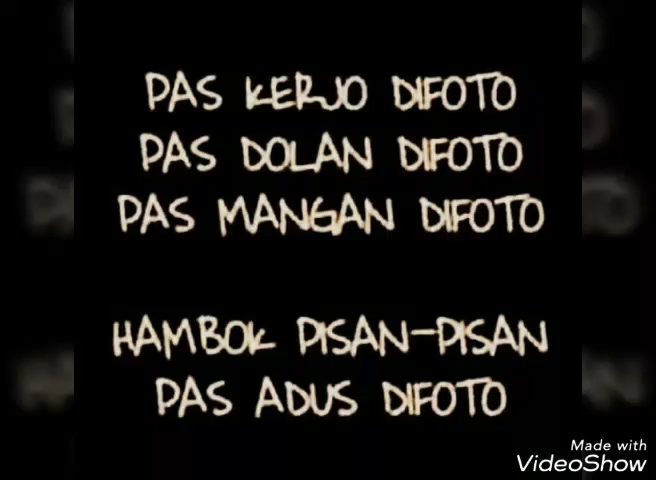 PAS KERJO DIFOTO
PAS DOLAN DIFOTO
PAS MANGAN DIFOTO
HAMBOK PISAN-PISAN
PAS ADUS DIFOTO
Made with
VideoShow